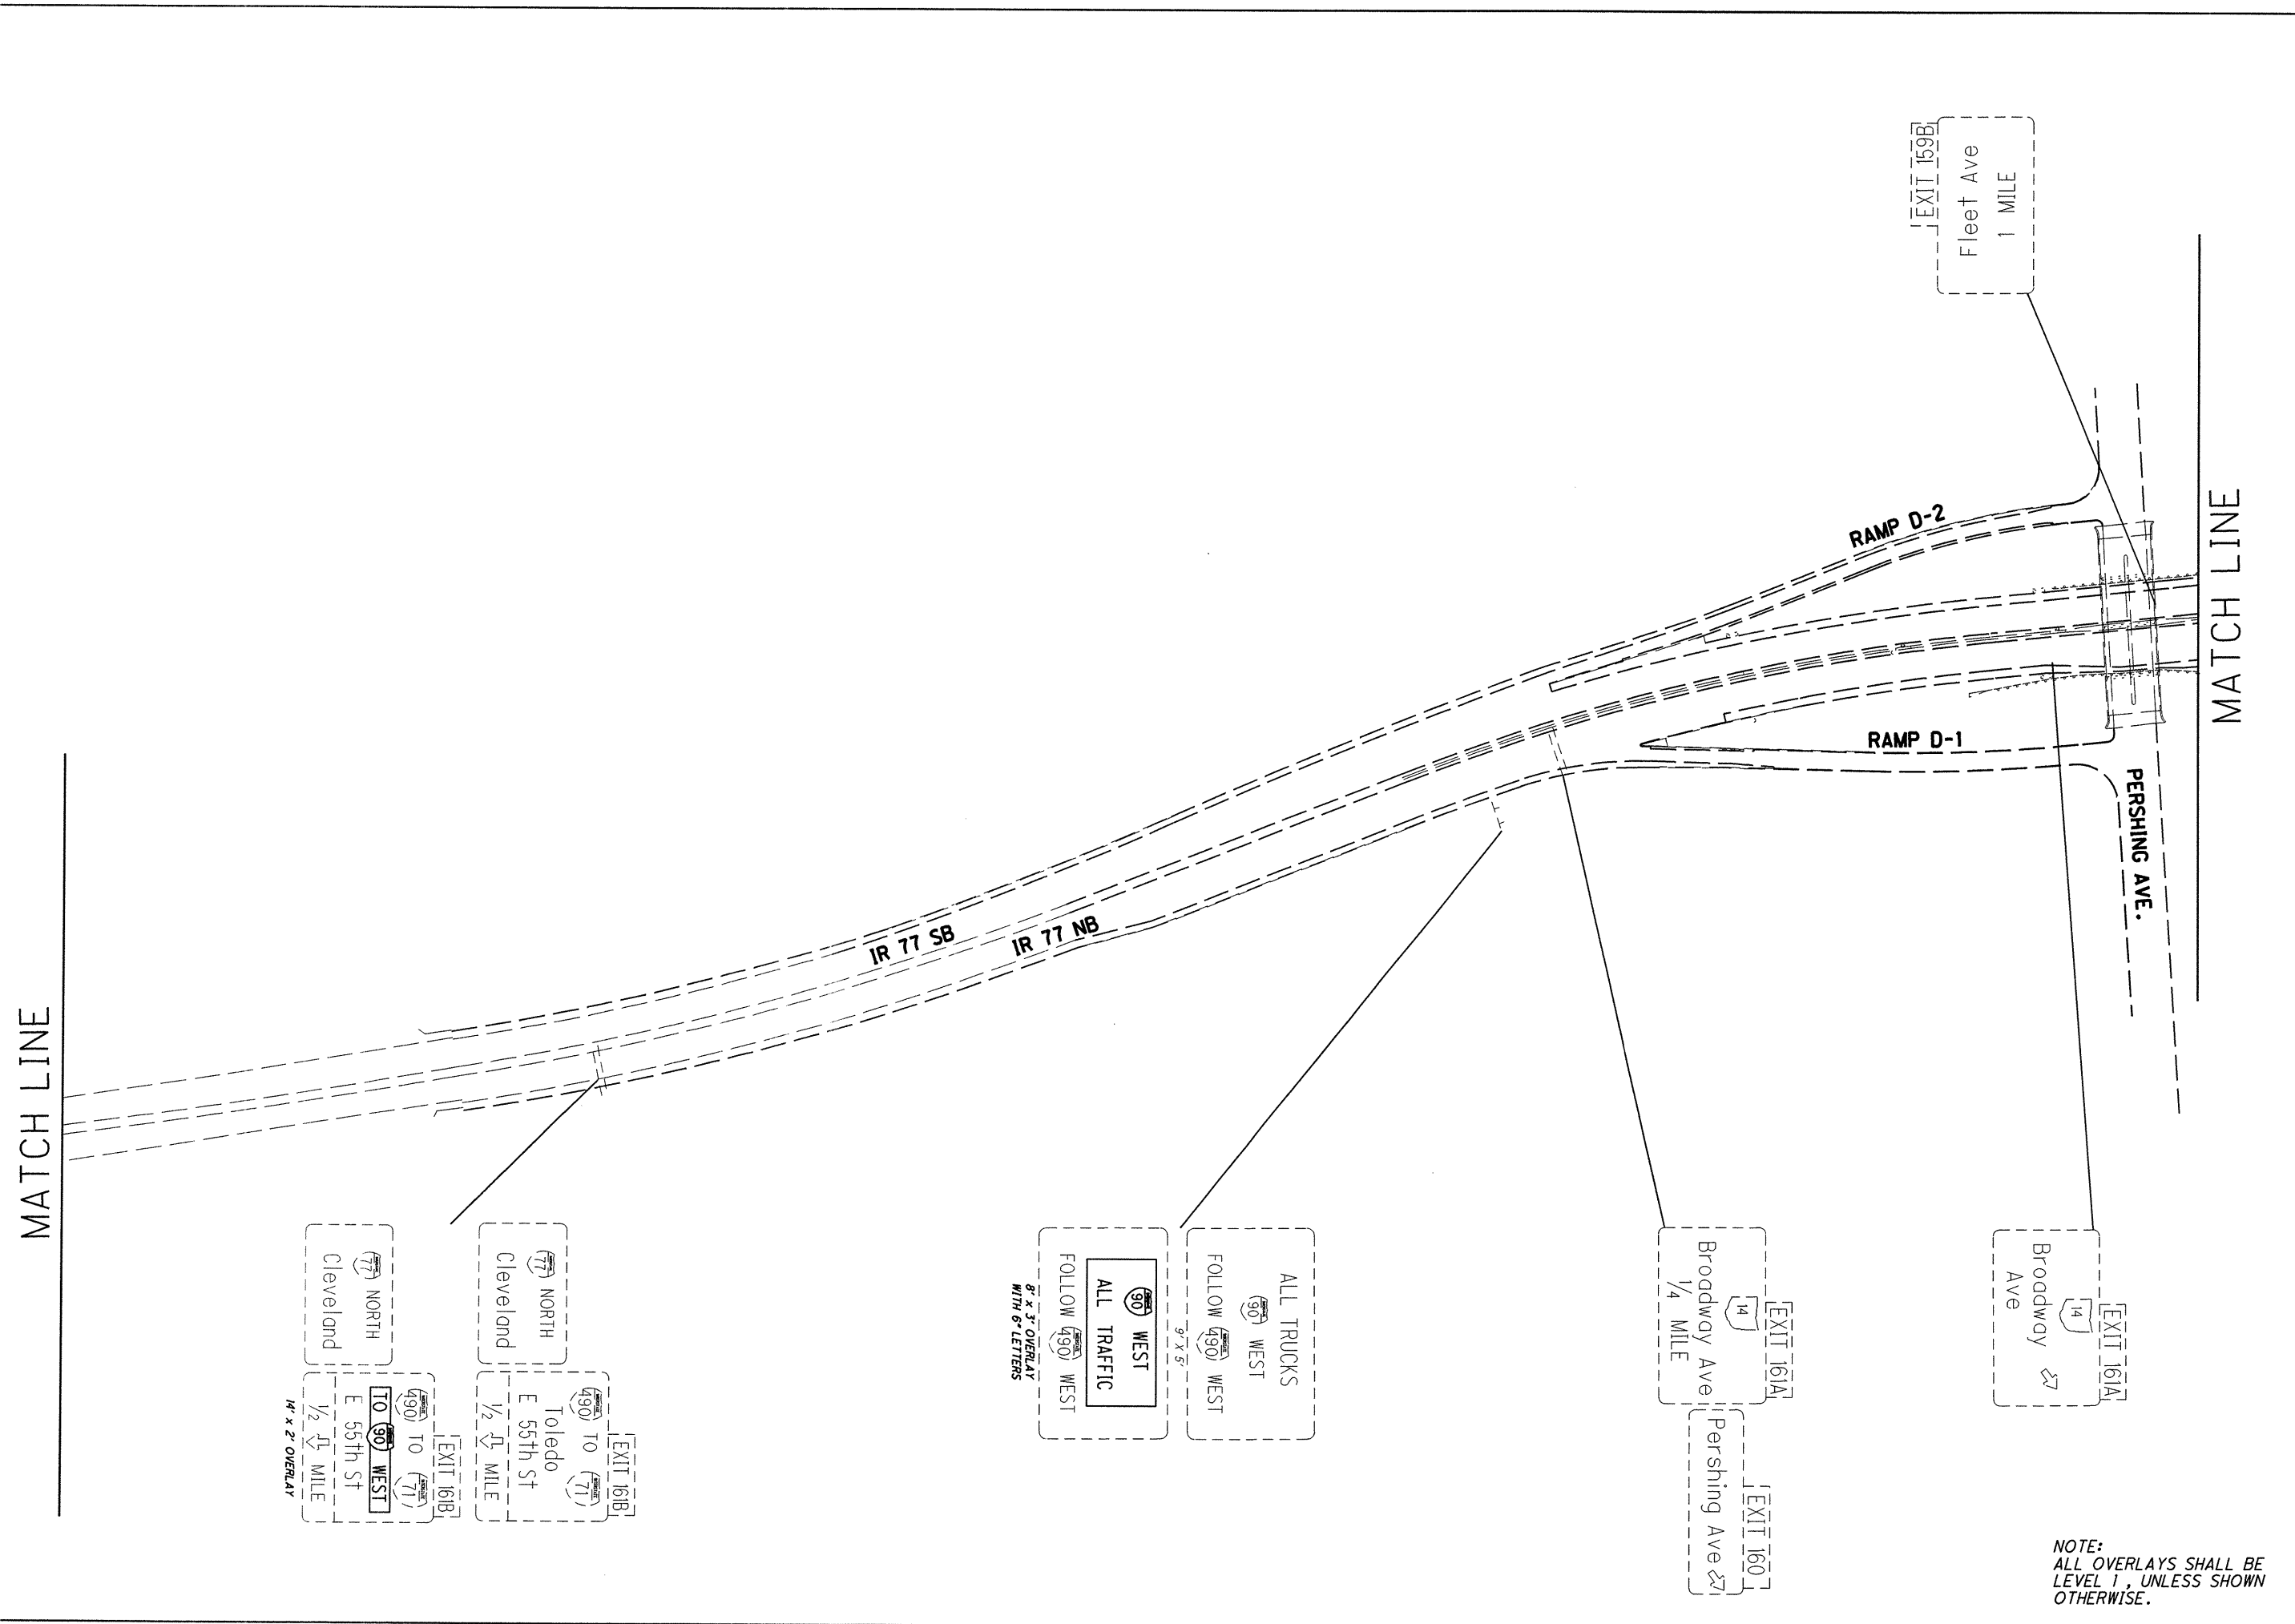 EXIT 159B
Fleet Ave
1 MILE
MATCH LINE
MATCH LINE
RAMP D-2
RAMP D-1
PERSHING AVE.
IR 77 SB
IR 77 NB
77 NORTH
Cleveland
EXIT 161B
490 TO 71
TO 90 WEST
E 55th St
1/2 MILE
14' x 2' OVERLAY
77 NORTH
Cleveland
EXIT 161B
490 TO 71
Toledo
E 55th St
1/2 MILE
90 WEST
ALL TRAFFIC
FOLLOW 490 WEST
8' x 3' OVERLAY
WITH 6" LETTERS
ALL TRUCKS
90 WEST
FOLLOW 490 WEST
9' X 5'
EXIT 161A
14
Broadway Ave
1/4 MILE
EXIT 160
Pershing Ave
EXIT 161A
14
Broadway
Ave
NOTE:
ALL OVERLAYS SHALL BE
LEVEL 1, UNLESS SHOWN
OTHERWISE.